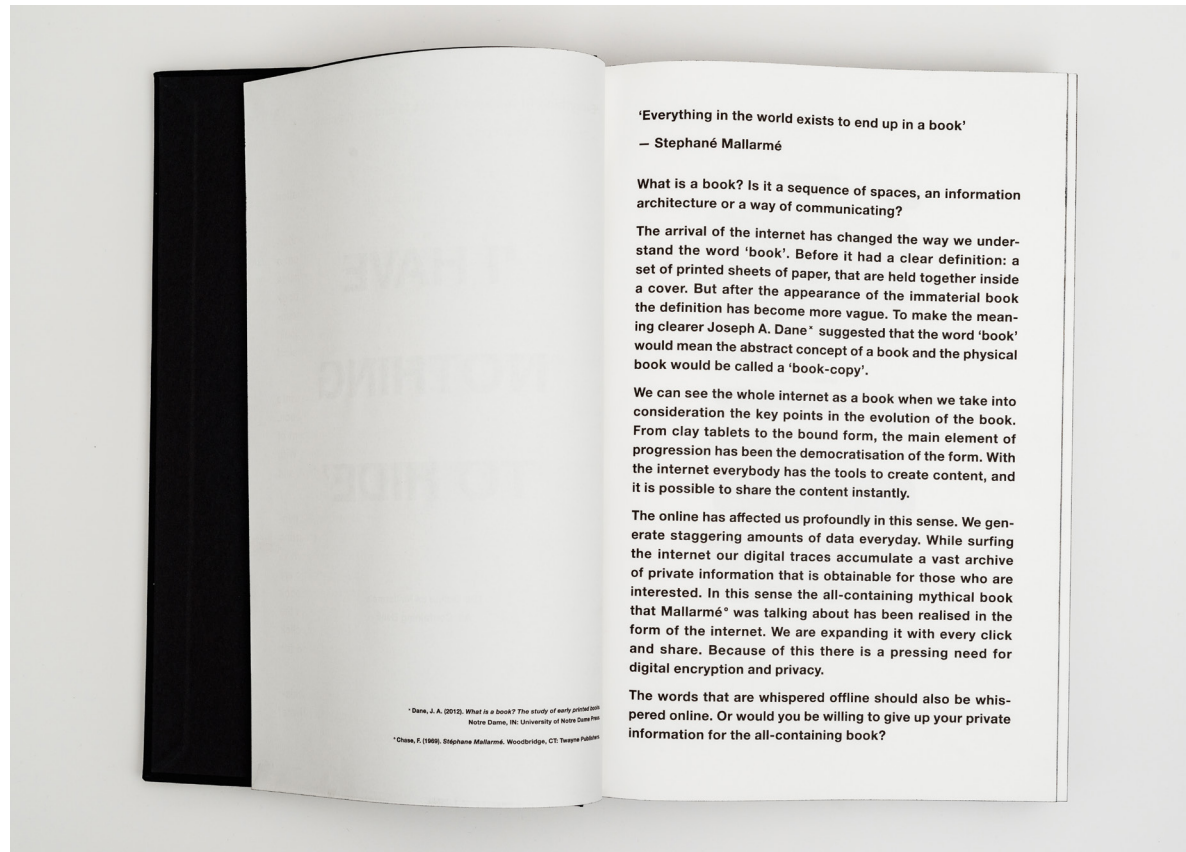 'I HAVE
NOTHING
TO HIDE'
* Dane, J. A. (2012). What is a book? The study of early printed books
Notre Dame, IN: University of Notre Dame Press
° Chase, F. (1969). Stéphane Mallarmé. Woodbridge, CT: Twayne Publishers
'Everything in the world exists to end up in a book'
— Stephané Mallarmé
What is a book? Is it a sequence of spaces, an information
architecture or a way of communicating?
The arrival of the internet has changed the way we under-
stand the word 'book'. Before it had a clear definition: a
set of printed sheets of paper, that are held together inside
a cover. But after the appearance of the immaterial book
the definition has become more vague. To make the mean-
ing clearer Joseph A. Dane* suggested that the word 'book'
would mean the abstract concept of a book and the physical
book would be called a 'book-copy'.
We can see the whole internet as a book when we take into
consideration the key points in the evolution of the book.
From clay tablets to the bound form, the main element of
progression has been the democratisation of the form. With
the internet everybody has the tools to create content, and
it is possible to share the content instantly.
The online has affected us profoundly in this sense. We gen-
erate staggering amounts of data everyday. While surfing
the internet our digital traces accumulate a vast archive
of private information that is obtainable for those who are
interested. In this sense the all-containing mythical book
that Mallarmé° was talking about has been realised in the
form of the internet. We are expanding it with every click
and share. Because of this there is a pressing need for
digital encryption and privacy.
The words that are whispered offline should also be whis-
pered online. Or would you be willing to give up your private
information for the all-containing book?